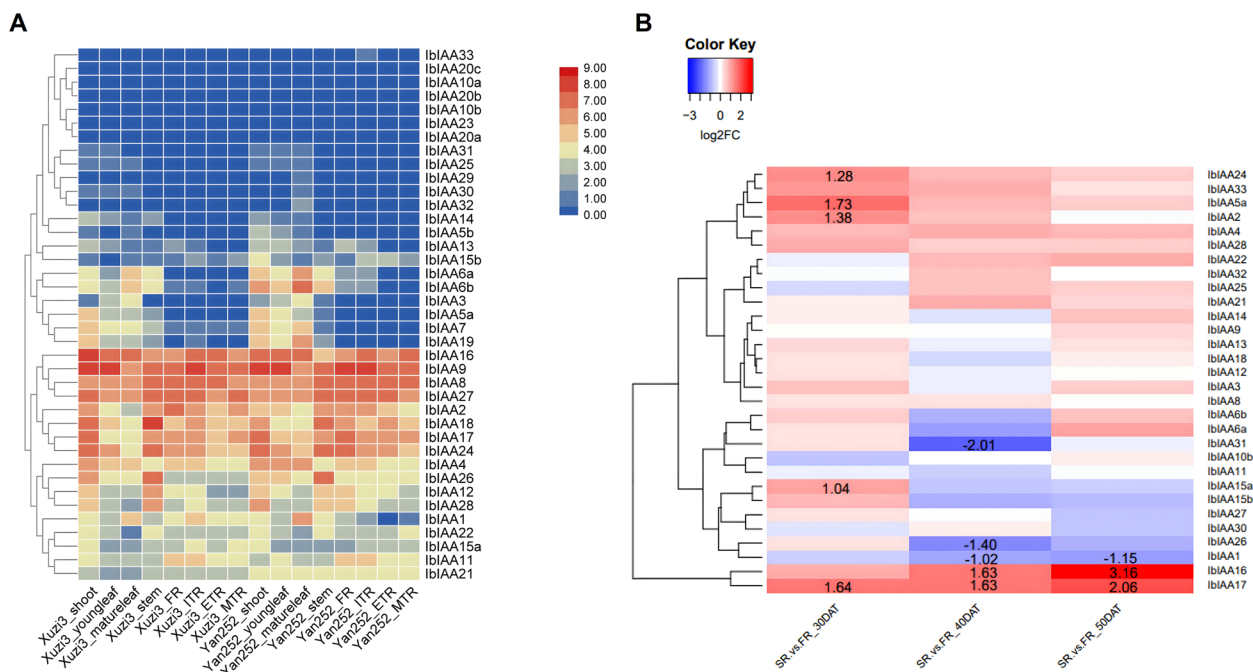 A
IbIAA33
IbIAA20c
IbIAA10a
IbIAA20b
IbIAA10b
IbIAA23
IbIAA20a
IbIAA31
IbIAA25
IbIAA29
IbIAA30
IbIAA32
IbIAA14
IbIAA5b
IbIAA13
IbIAA15b
IbIAA6a
IbIAA6b
IbIAA3
IbIAA5a
IbIAA7
IbIAA19
IbIAA16
IbIAA9
IbIAA8
IbIAA27
IbIAA2
IbIAA18
IbIAA17
IbIAA24
IbIAA4
IbIAA26
IbIAA12
IbIAA28
IbIAA1
IbIAA22
IbIAA15a
IbIAA11
IbIAA21
Xuzi3_shoot
Xuzi3_youngleaf
Xuzi3_matureleaf
Xuzi3_stem
Xuzi3_FR
Xuzi3_ITR
Xuzi3_ETR
Xuzi3_MTR
Yan252_shoot
Yan252_youngleaf
Yan252_matureleaf
Yan252_stem
Yan252_FR
Yan252_ITR
Yan252_ETR
Yan252_MTR
9.00
8.00
7.00
6.00
5.00
4.00
3.00
2.00
1.00
0.00
B
Color Key
−3 0 2
log2FC
1.28 IbIAA24
IbIAA33
1.73 IbIAA5a
1.38 IbIAA2
IbIAA4
IbIAA28
IbIAA22
IbIAA32
IbIAA25
IbIAA21
IbIAA14
IbIAA9
IbIAA13
IbIAA18
IbIAA12
IbIAA3
IbIAA8
IbIAA6b
IbIAA6a
-2.01 IbIAA31
IbIAA10b
IbIAA11
1.04 IbIAA15a
IbIAA15b
IbIAA27
IbIAA30
-1.40 IbIAA26
-1.02 -1.15 IbIAA1
1.63 3.16 IbIAA16
1.64 1.63 2.06 IbIAA17
SR.vs.FR_30DAT
SR.vs.FR_40DAT
SR.vs.FR_50DAT